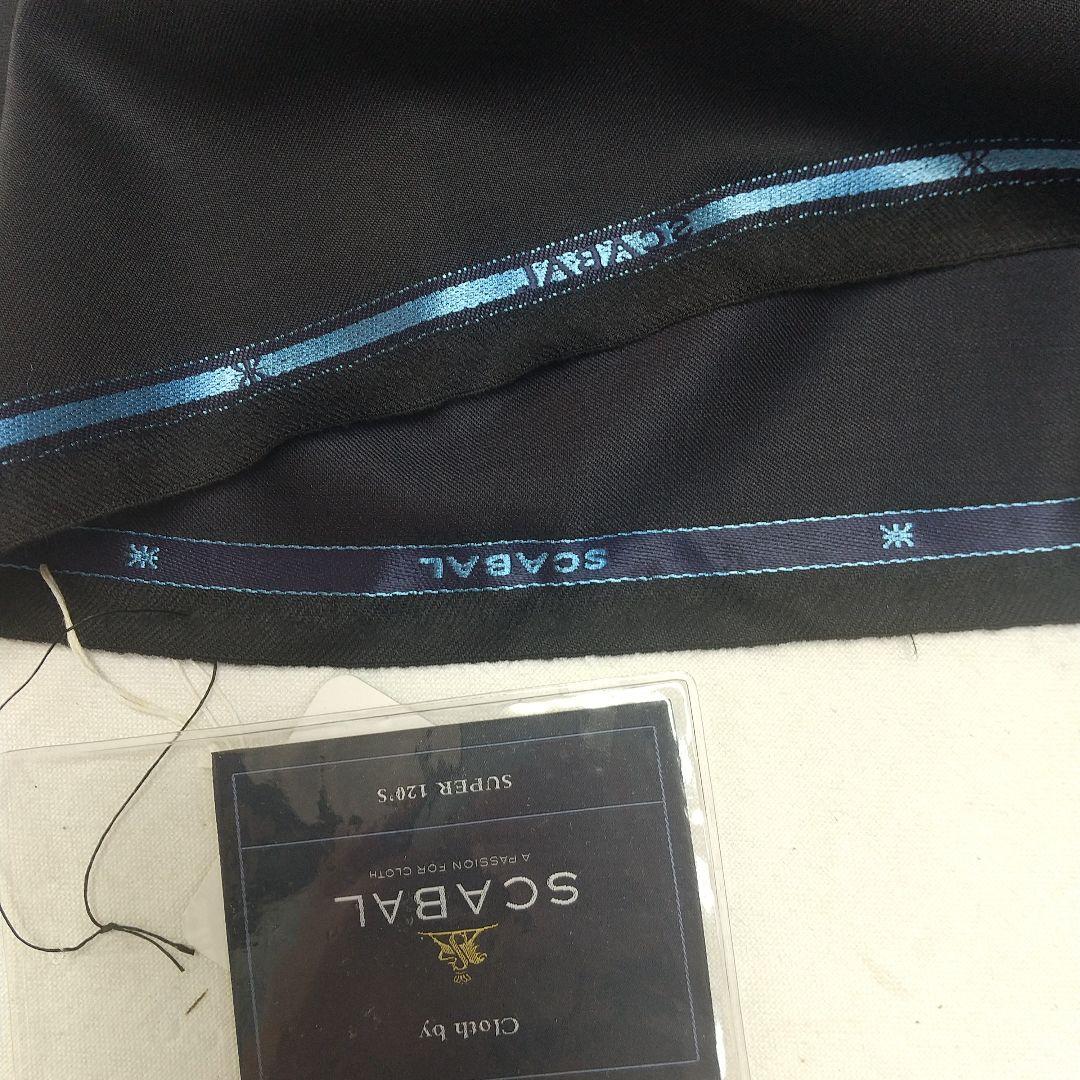 SCABAL
SCABAL
Cloth by
SCABAL
A PASSION FOR CLOTH
SUPER 120'S